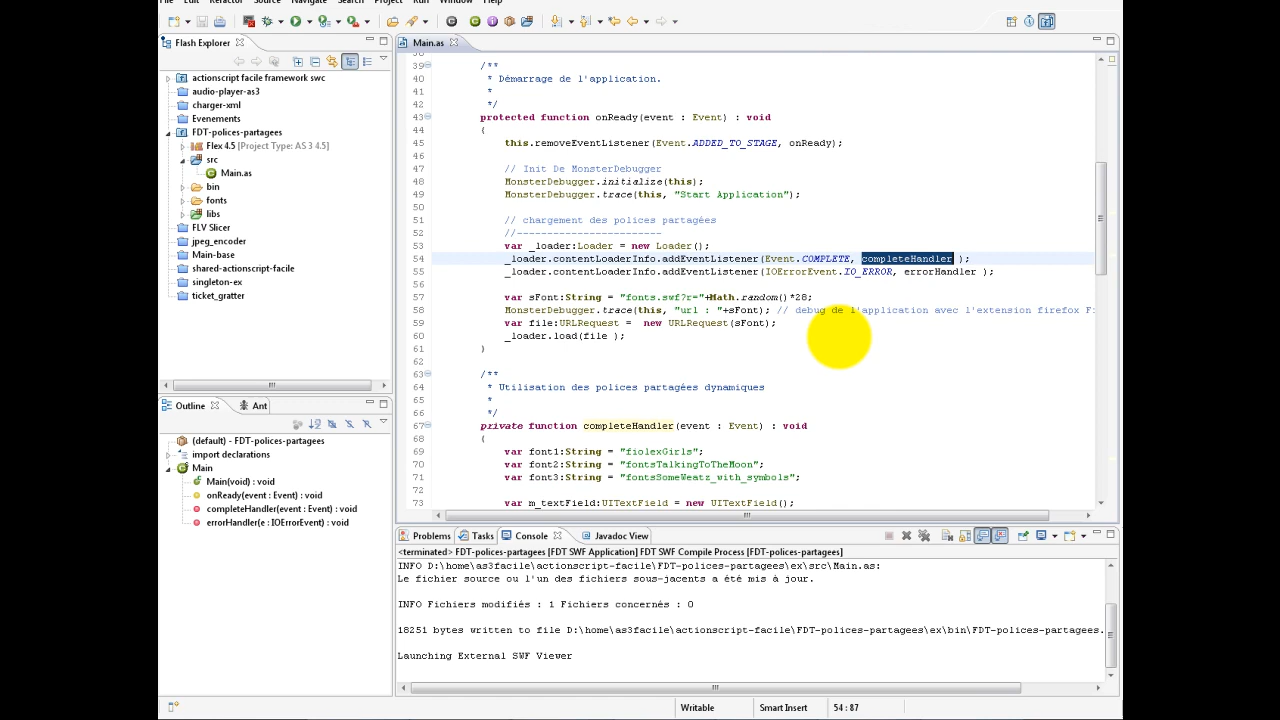 File Edit Refactor Source Navigate Search Project Run Window Help
Flash Explorer
actionscript facile framework swc
audio-player-as3
charger-xml
Evenements
FDT-polices-partagees
Flex 4.5 [Project Type: AS 3 4.5]
src
Main.as
bin
fonts
libs
FLV Slicer
jpeg_encoder
Main-base
shared-actionscript-facile
singleton-ex
ticket_gratter
Outline Ant
(default) - FDT-polices-partagees
import declarations
Main
Main(void) : void
onReady(event : Event) : void
completeHandler(event : Event) : void
errorHandler(e : IOErrorEvent) : void
Main.as
38
39 /**
40 * Démarrage de l'application.
41 *
42 */
43 protected function onReady(event : Event) : void
44 {
45 this.removeEventListener(Event.ADDED_TO_STAGE, onReady);
46
47 // Init De MonsterDebugger
48 MonsterDebugger.initialize(this);
49 MonsterDebugger.trace(this, "Start Application");
50
51 // chargement des polices partagées
52 //------------------------
53 var _loader:Loader = new Loader();
54 _loader.contentLoaderInfo.addEventListener(Event.COMPLETE, completeHandler );
55 _loader.contentLoaderInfo.addEventListener(IOErrorEvent.IO_ERROR, errorHandler );
56
57 var sFont:String = "fonts.swf?r="+Math.random()*28;
58 MonsterDebugger.trace(this, "url : "+sFont); // debug de l'application avec l'extension firefox F
59 var file:URLRequest = new URLRequest(sFont);
60 _loader.load(file );
61 }
62
63 /**
64 * Utilisation des polices partagées dynamiques
65 *
66 */
67 private function completeHandler(event : Event) : void
68 {
69 var font1:String = "fiolexGirls";
70 var font2:String = "fontsTalkingToTheMoon";
71 var font3:String = "fontsSomeWeatz_with_symbols";
72
73 var m_textField:UITextField = new UITextField();
Problems Tasks Console Javadoc View
<terminated> FDT-polices-partagees [FDT SWF Application] FDT SWF Compile Process [FDT-polices-partagees]
INFO D:\home\as3facile\actionscript-facile\FDT-polices-partagees\ex\src\Main.as:
Le fichier source ou l'un des fichiers sous-jacents a été mis à jour.
INFO Fichiers modifiés : 1 Fichiers concernés : 0
18251 bytes written to file D:\home\as3facile\actionscript-facile\FDT-polices-partagees\ex\bin\FDT-polices-partagees.
Launching External SWF Viewer
Writable Smart Insert 54 : 87